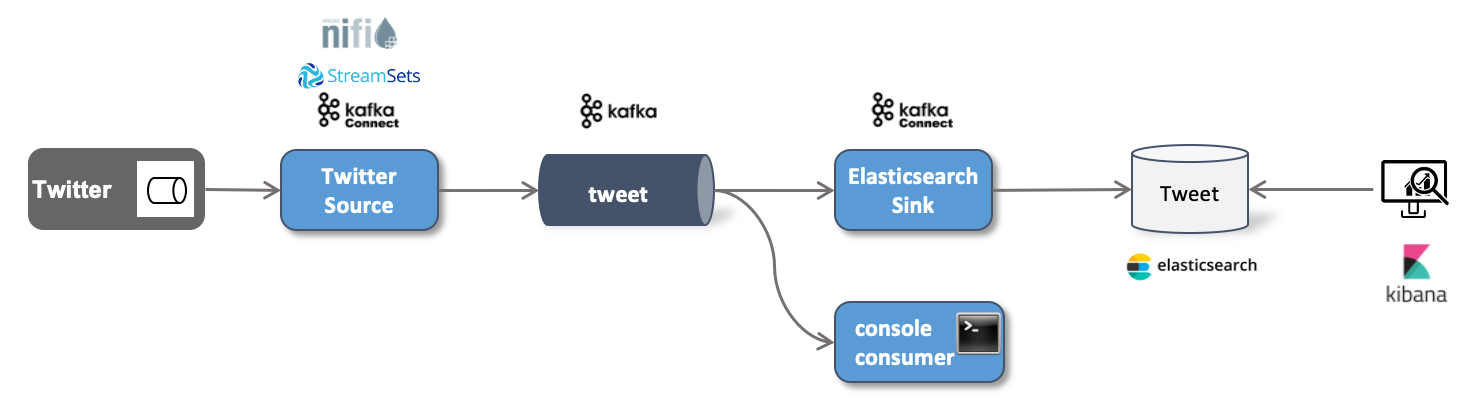 nifi
StreamSets
kafka
Connect
kafka
kafka
Connect
Twitter
Twitter
Source
tweet
Elasticsearch
Sink
Tweet
elasticsearch
kibana
console
consumer
>_